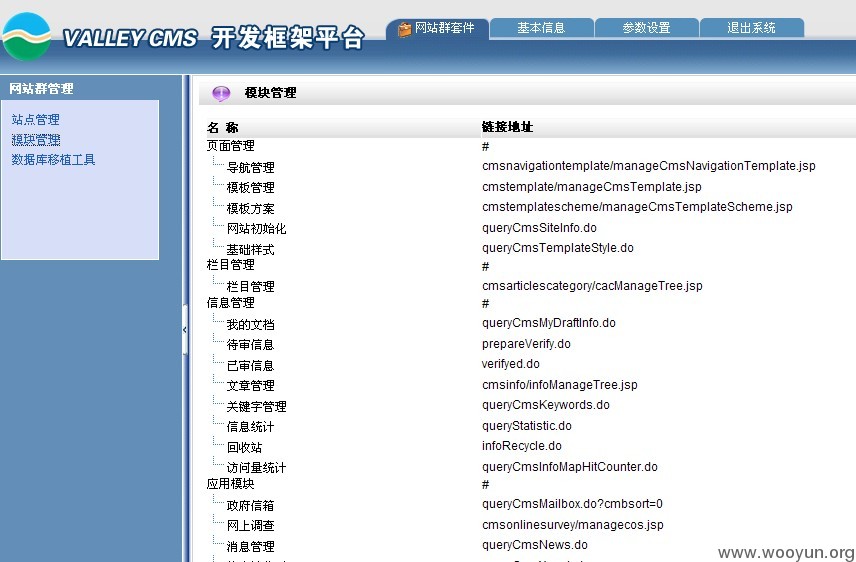 VALLEY CMS 开发框架平台
网站群套件 基本信息 参数设置 退出系统
网站群管理
站点管理
模块管理
数据库移植工具
模块管理
名 称 链接地址
页面管理 #
导航管理 cmsnavigationtemplate/manageCmsNavigationTemplate.jsp
模板管理 cmstemplate/manageCmsTemplate.jsp
模板方案 cmstemplatescheme/manageCmsTemplateScheme.jsp
网站初始化 queryCmsSiteInfo.do
基础样式 queryCmsTemplateStyle.do
栏目管理 #
栏目管理 cmsarticlescategory/cacManageTree.jsp
信息管理 #
我的文档 queryCmsMyDraftInfo.do
待审信息 prepareVerify.do
已审信息 verifyed.do
文章管理 cmsinfo/infoManageTree.jsp
关键字管理 queryCmsKeywords.do
信息统计 queryStatistic.do
回收站 infoRecycle.do
访问量统计 queryCmsInfoMapHitCounter.do
应用模块 #
政府信箱 queryCmsMailbox.do?cmbsort=0
网上调查 cmsonlinesurvey/managecos.jsp
消息管理 queryCmsNews.do
www.wooyun.org